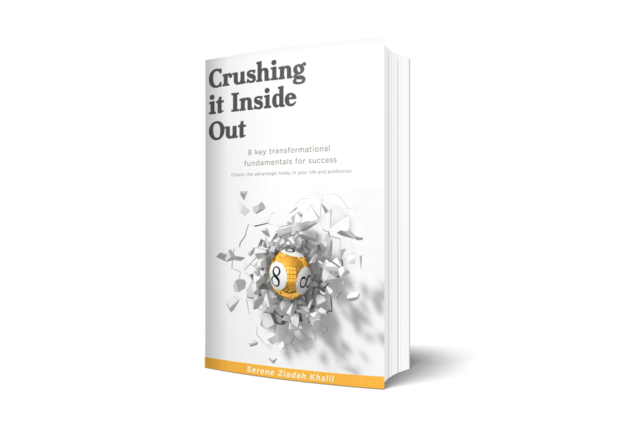 Crushing
it Inside
Out
8 key transformational
fundamentals for success
Create the advantage today in your life and profession
8
8
Serene Ziadeh Khalil